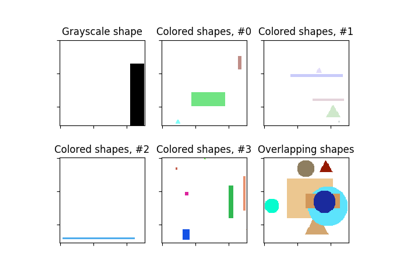 Grayscale shape
Colored shapes, #0
Colored shapes, #1
Colored shapes, #2
Colored shapes, #3
Overlapping shapes